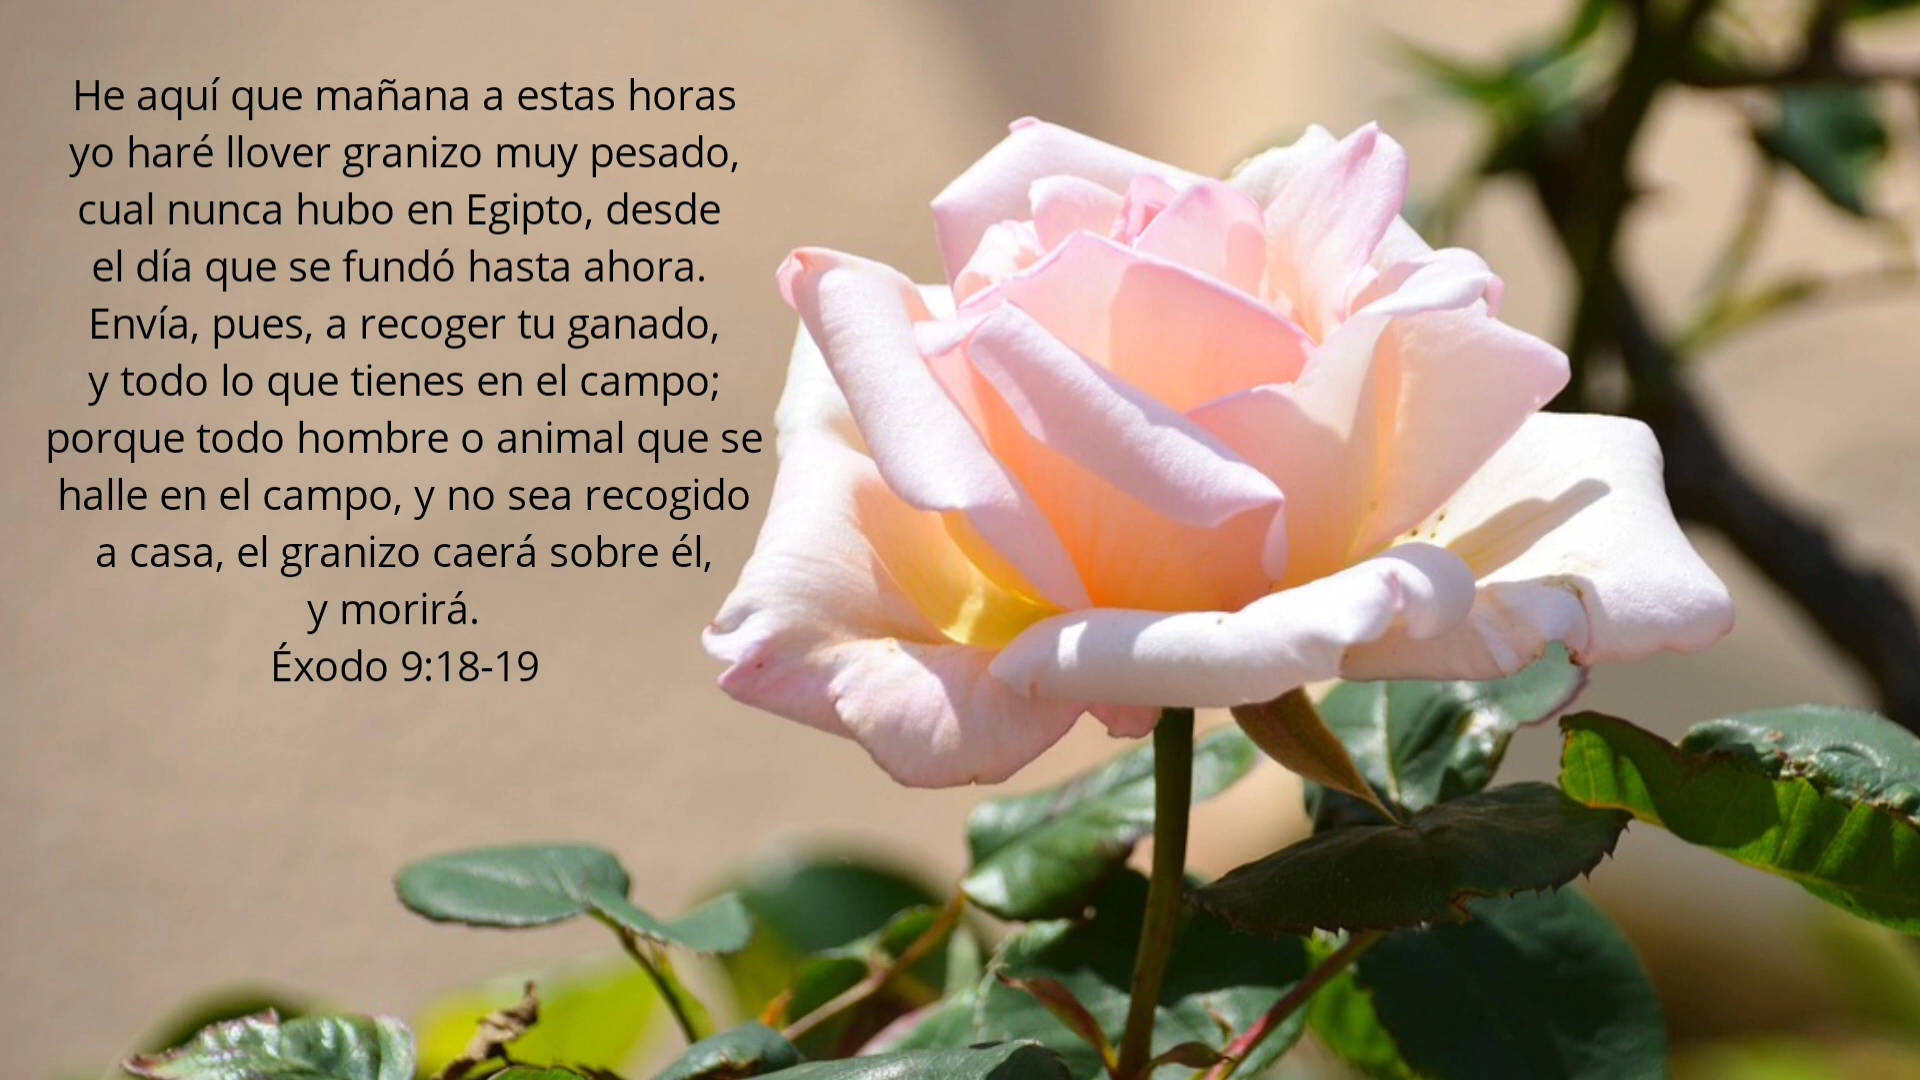 He aquí que mañana a estas horas
yo haré llover granizo muy pesado,
cual nunca hubo en Egipto, desde
el día que se fundó hasta ahora.
Envía, pues, a recoger tu ganado,
y todo lo que tienes en el campo;
porque todo hombre o animal que se
halle en el campo, y no sea recogido
a casa, el granizo caerá sobre él,
y morirá.
Éxodo 9:18-19